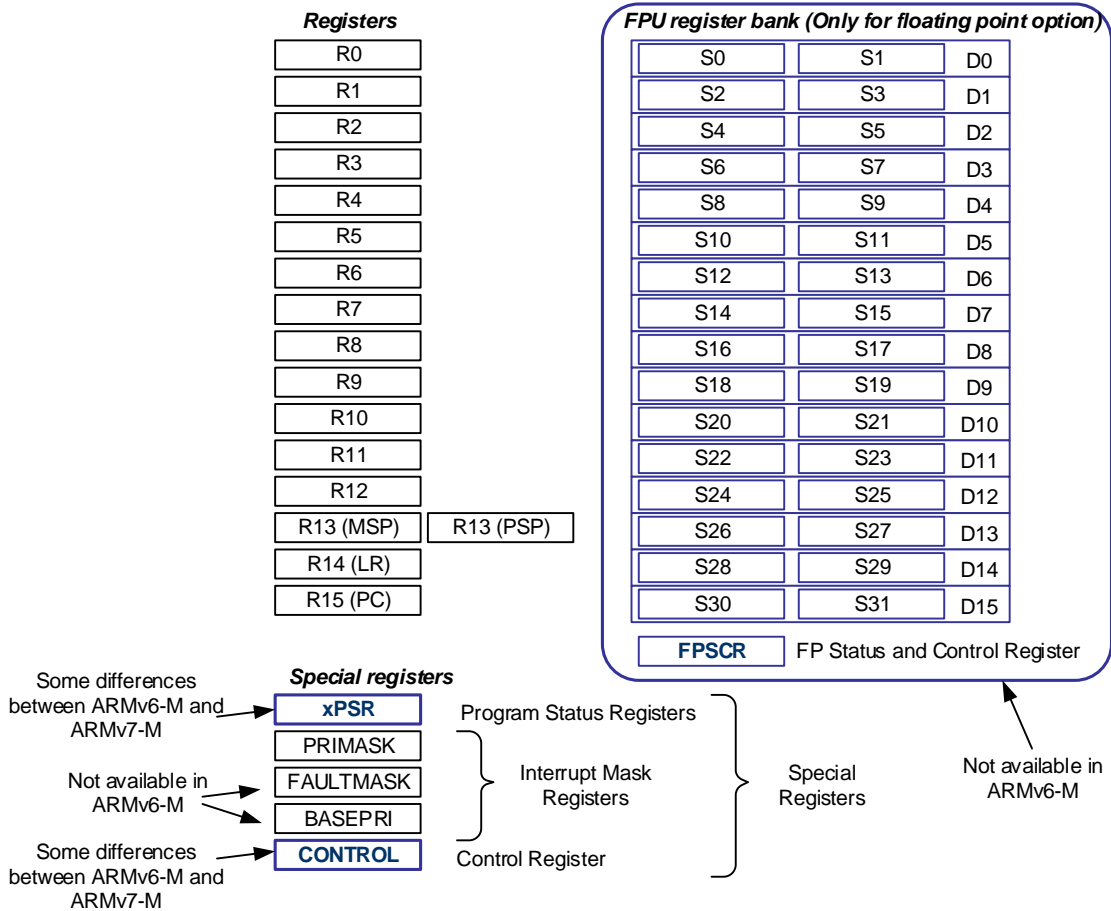 Registers
R0
R1
R2
R3
R4
R5
R6
R7
R8
R9
R10
R11
R12
R13 (MSP) R13 (PSP)
R14 (LR)
R15 (PC)
FPU register bank (Only for floating point option)
S0 S1 D0
S2 S3 D1
S4 S5 D2
S6 S7 D3
S8 S9 D4
S10 S11 D5
S12 S13 D6
S14 S15 D7
S16 S17 D8
S18 S19 D9
S20 S21 D10
S22 S23 D11
S24 S25 D12
S26 S27 D13
S28 S29 D14
S30 S31 D15
FPSCR FP Status and Control Register
Not available in
ARMv6-M
Special registers
Some differences
between ARMv6-M and
ARMv7-M
xPSR Program Status Registers
PRIMASK
Not available in
ARMv6-M
FAULTMASK
BASEPRI
Interrupt Mask
Registers
Special
Registers
Some differences
between ARMv6-M and
ARMv7-M
CONTROL Control Register